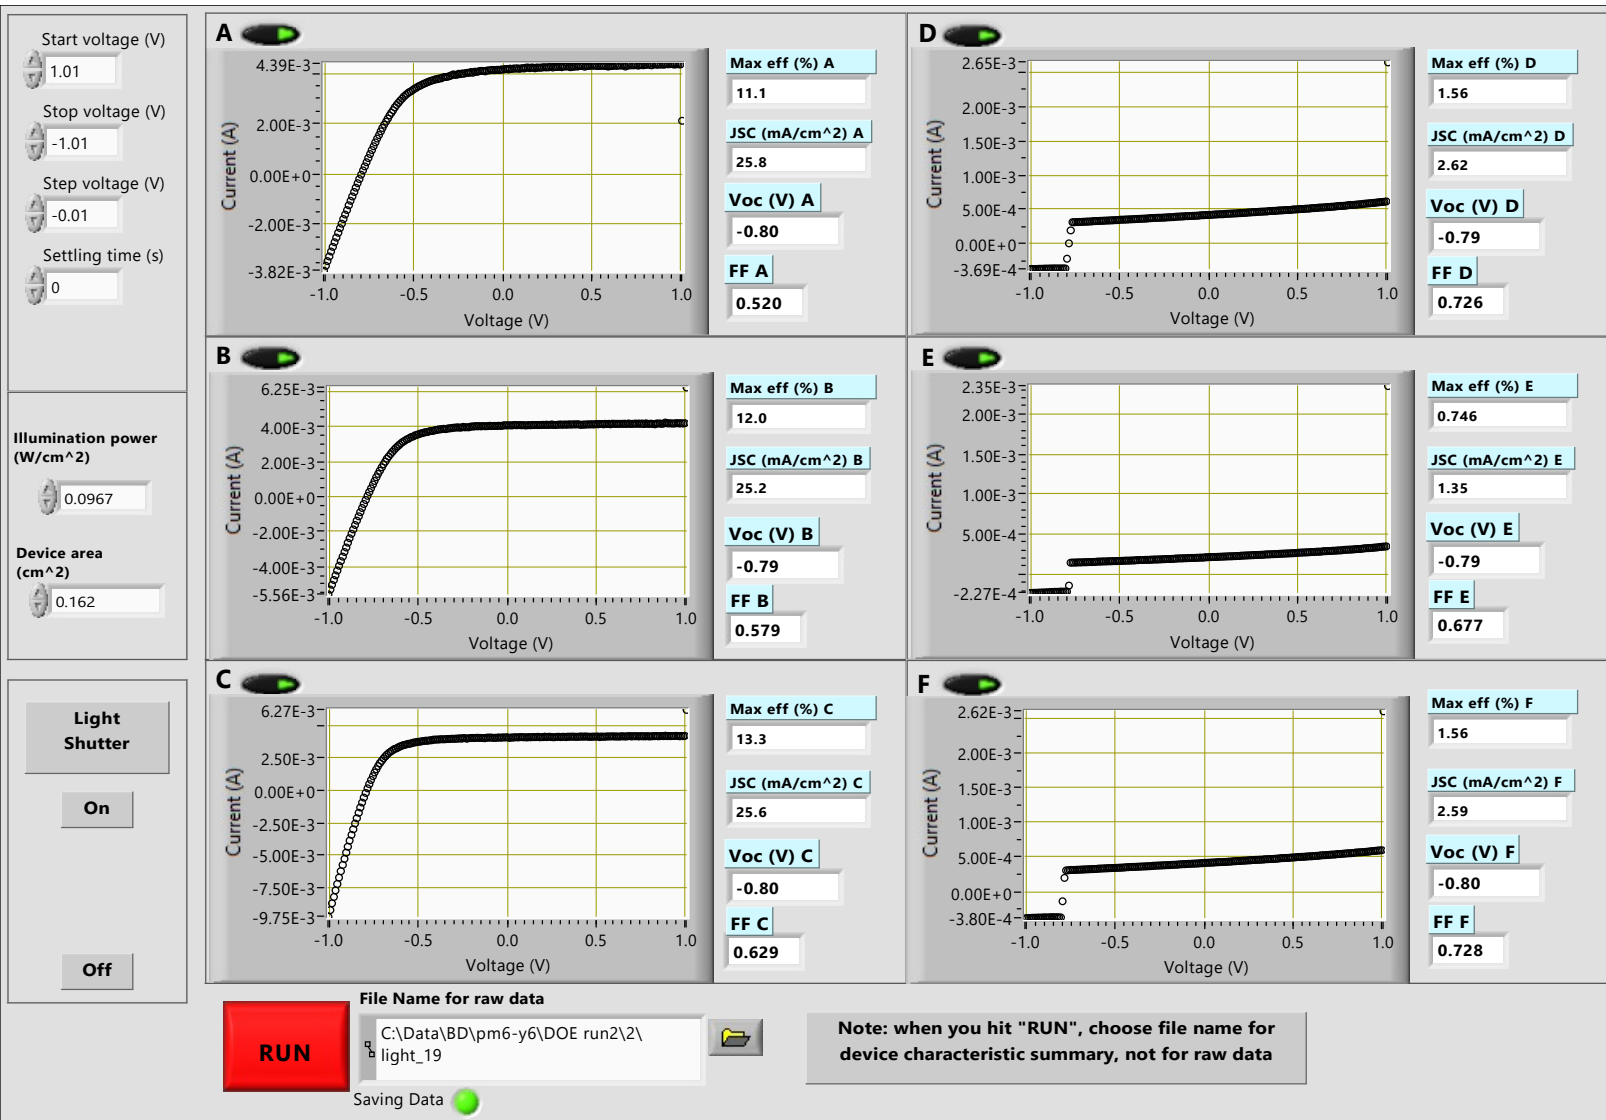 Start voltage (V)
1.01
Stop voltage (V)
-1.01
Step voltage (V)
-0.01
Settling time (s)
0
Illumination power
(W/cm^2)
0.0967
Device area
(cm^2)
0.162
Light
Shutter
On
Off
A
4.39E-3
2.00E-3
0.00E+0
-2.00E-3
-3.82E-3
Current (A)
-1.0 -0.5 0.0 0.5 1.0
Voltage (V)
Max eff (%) A
11.1
JSC (mA/cm^2) A
25.8
Voc (V) A
-0.80
FF A
0.520
B
6.25E-3
4.00E-3
2.00E-3
0.00E+0
-2.00E-3
-4.00E-3
-5.56E-3
Current (A)
-1.0 -0.5 0.0 0.5 1.0
Voltage (V)
Max eff (%) B
12.0
JSC (mA/cm^2) B
25.2
Voc (V) B
-0.79
FF B
0.579
C
6.27E-3
2.50E-3
0.00E+0
-2.50E-3
-5.00E-3
-7.50E-3
-9.75E-3
Current (A)
-1.0 -0.5 0.0 0.5 1.0
Voltage (V)
Max eff (%) C
13.3
JSC (mA/cm^2) C
25.6
Voc (V) C
-0.80
FF C
0.629
D
2.65E-3
2.00E-3
1.50E-3
1.00E-3
5.00E-4
0.00E+0
-3.69E-4
Current (A)
-1.0 -0.5 0.0 0.5 1.0
Voltage (V)
Max eff (%) D
1.56
JSC (mA/cm^2) D
2.62
Voc (V) D
-0.79
FF D
0.726
E
2.35E-3
2.00E-3
1.50E-3
1.00E-3
5.00E-4
-2.27E-4
Current (A)
-1.0 -0.5 0.0 0.5 1.0
Voltage (V)
Max eff (%) E
0.746
JSC (mA/cm^2) E
1.35
Voc (V) E
-0.79
FF E
0.677
F
2.62E-3
2.00E-3
1.50E-3
1.00E-3
5.00E-4
0.00E+0
-3.80E-4
Current (A)
-1.0 -0.5 0.0 0.5 1.0
Voltage (V)
Max eff (%) F
1.56
JSC (mA/cm^2) F
2.59
Voc (V) F
-0.80
FF F
0.728
RUN
File Name for raw data
C:\Data\BD\pm6-y6\DOE run2\2\
light_19
Saving Data
Note: when you hit "RUN", choose file name for
device characteristic summary, not for raw data